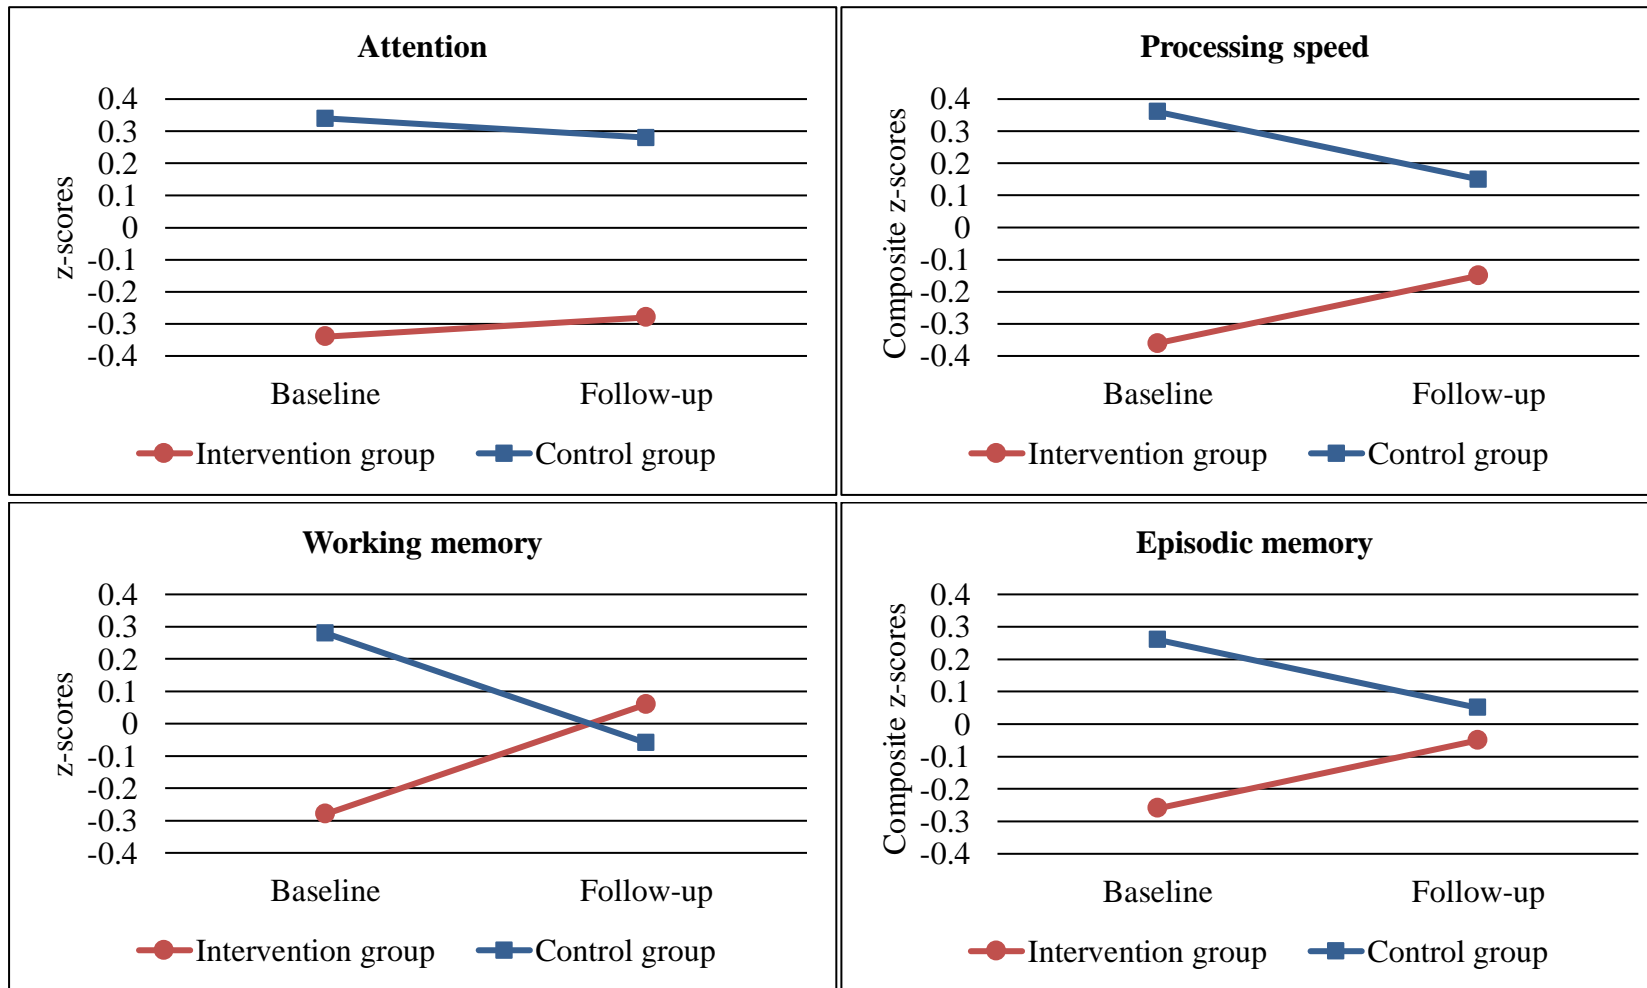 Attention
z-scores
0.4
0.3
0.2
0.1
0
-0.1
-0.2
-0.3
-0.4
Baseline Follow-up
Intervention group Control group
Processing speed
Composite z-scores
0.4
0.3
0.2
0.1
0
-0.1
-0.2
-0.3
-0.4
Baseline Follow-up
Intervention group Control group
Working memory
z-scores
0.4
0.3
0.2
0.1
0
-0.1
-0.2
-0.3
-0.4
Baseline Follow-up
Intervention group Control group
Episodic memory
Composite z-scores
0.4
0.3
0.2
0.1
0
-0.1
-0.2
-0.3
-0.4
Baseline Follow-up
Intervention group Control group